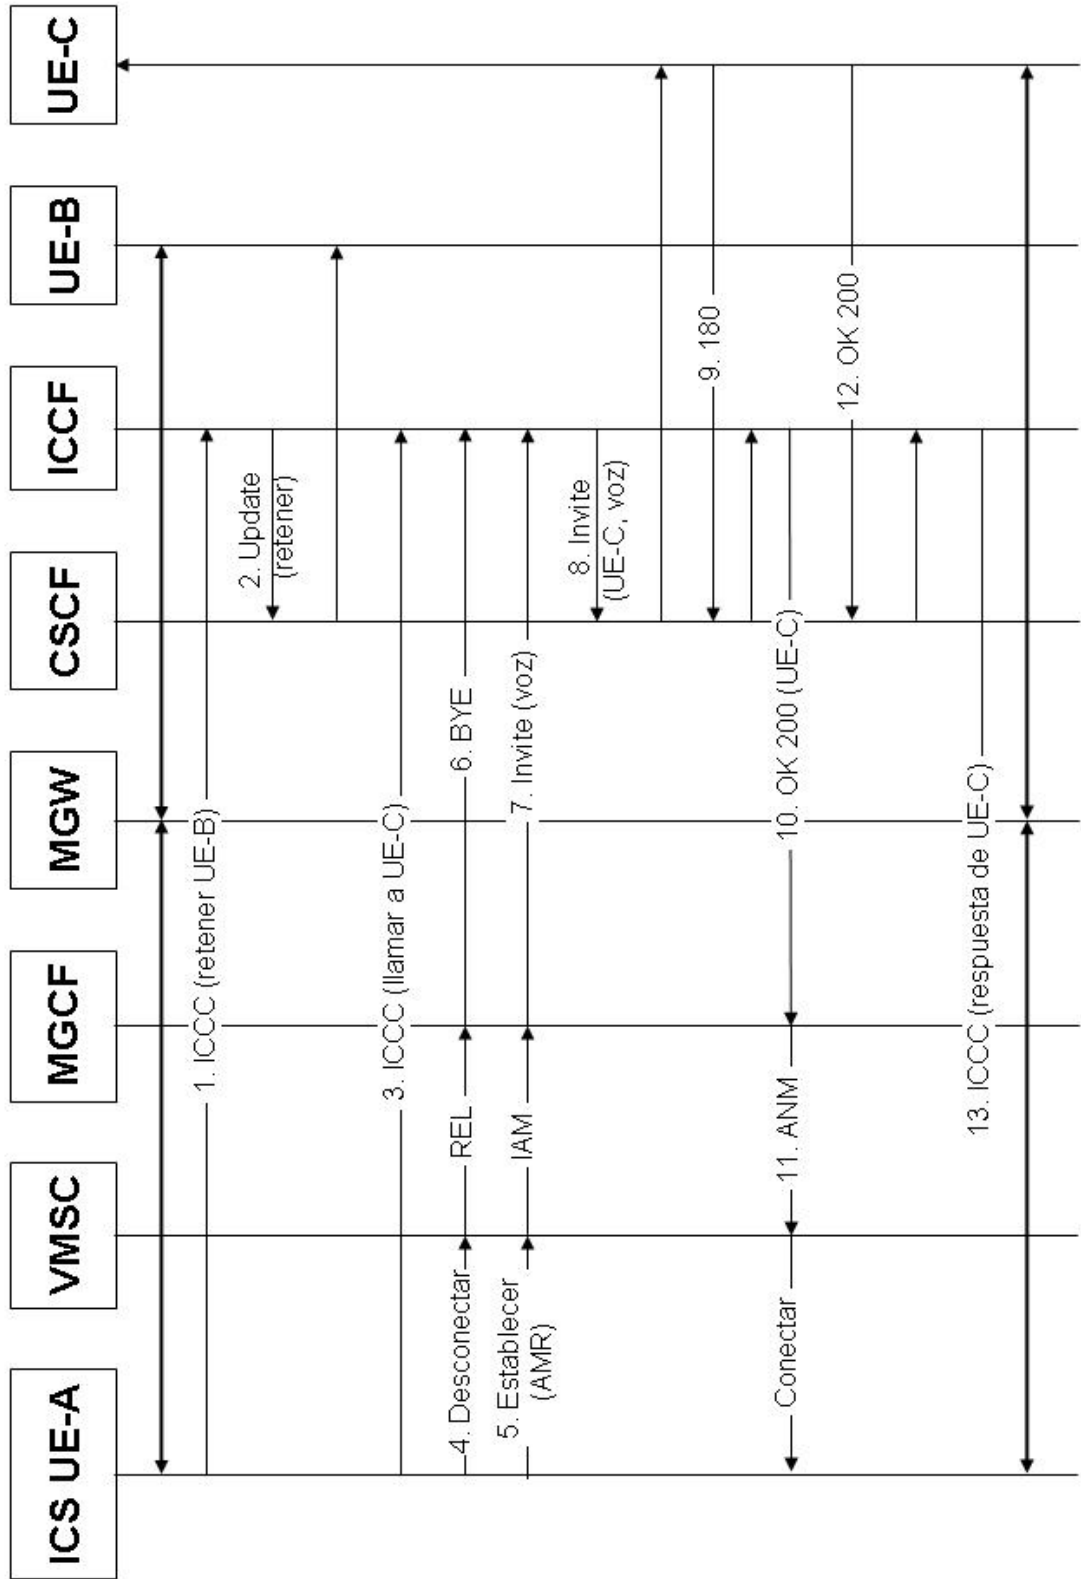 ICS UE-A
VMSC
MGCF
MGW
CSCF
ICCF
UE-B
UE-C
1. ICCC (retener UE-B)
2. Update
(retener)
3. ICCC (llamar a UE-C)
4. Desconectar
REL
6. BYE
5. Establecer
(AMR)
IAM
7. Invite (voz)
8. Invite
(UE-C, voz)
9. 180
Conectar
11. ANM
10. OK 200 (UE-C)
12. OK 200
13. ICCC (respuesta de UE-C)